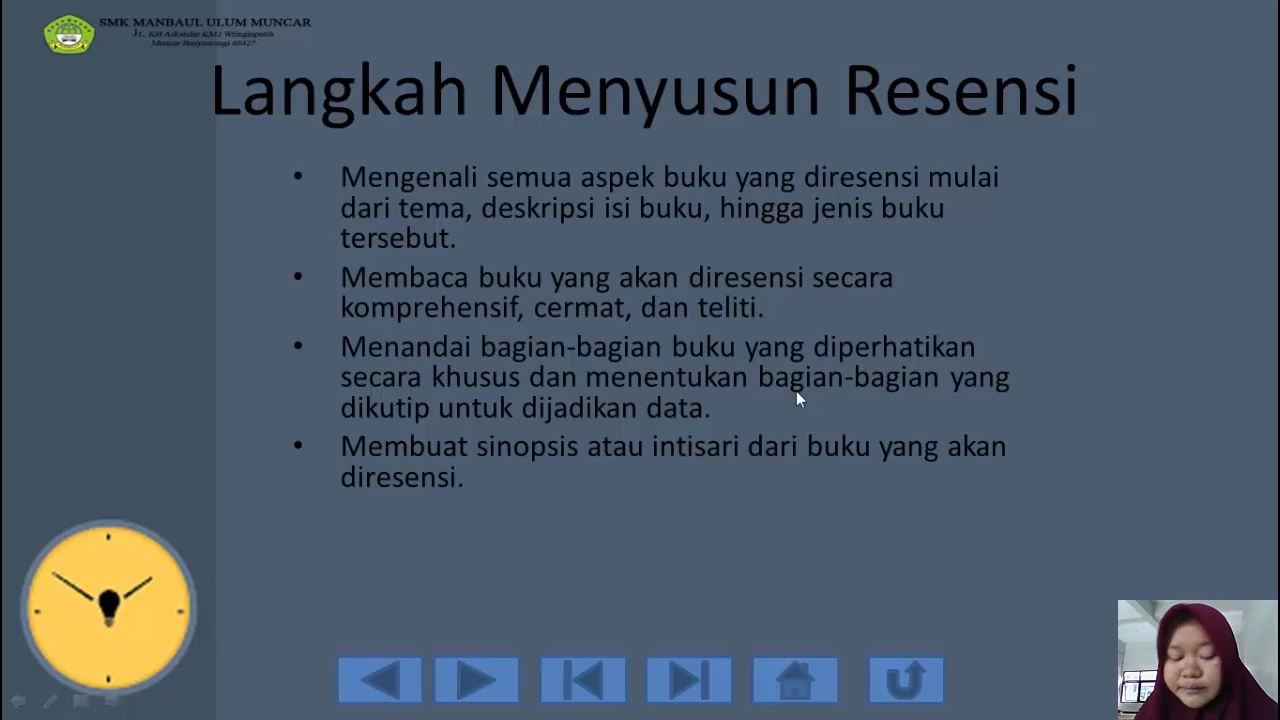 SMK MANBAUL ULUM MUNCAR
JL. KH Askandar KM2 Wringinputih
Muncar Banyuwangi 68427
Langkah Menyusun Resensi
• Mengenali semua aspek buku yang diresensi mulai
dari tema, deskripsi isi buku, hingga jenis buku
tersebut.
• Membaca buku yang akan diresensi secara
komprehensif, cermat, dan teliti.
• Menandai bagian-bagian buku yang diperhatikan
secara khusus dan menentukan bagian-bagian yang
dikutip untuk dijadikan data.
• Membuat sinopsis atau intisari dari buku yang akan
diresensi.